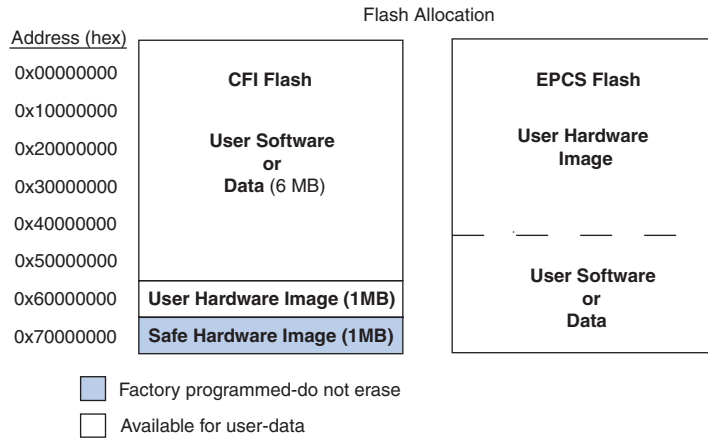 Flash Allocation
Address (hex)
0x00000000
0x10000000
0x20000000
0x30000000
0x40000000
0x50000000
0x60000000
0x70000000
CFI Flash
User Software
or
Data (6 MB)
User Hardware Image (1MB)
Safe Hardware Image (1MB)
EPCS Flash
User Hardware
Image
User Software
or
Data
Factory programmed-do not erase
Available for user-data